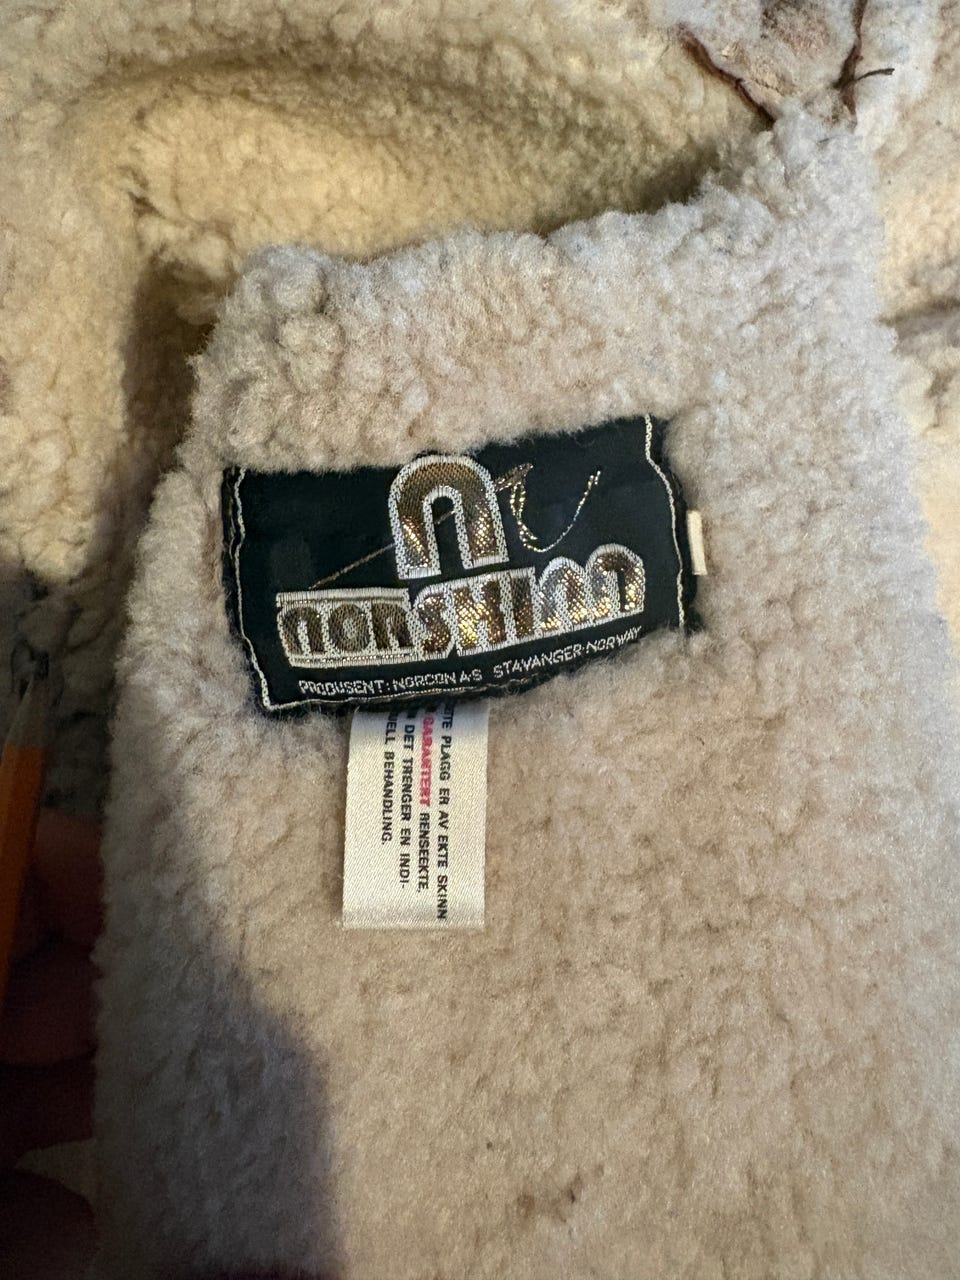 n
norskinn
PRODUSENT: NORCON A·S STAVANGER·NORWAY
PLAGG ER AV EKTE SKINN
GARANTERT RENSEEKTE,
DET TRENGER EN INDI-
BEHANDLING.